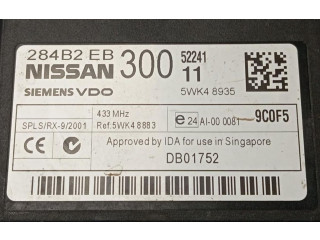 284B2 EB 300 52241
NISSAN 11
SIEMENS VDO 5WK4 8935
433 MHz
SPLS/RX-9/2001 Ref:5WK4 8883 e 24 AI-00 0081 9C0F5
CE Approved by IDA for use in Singapore
DB01752